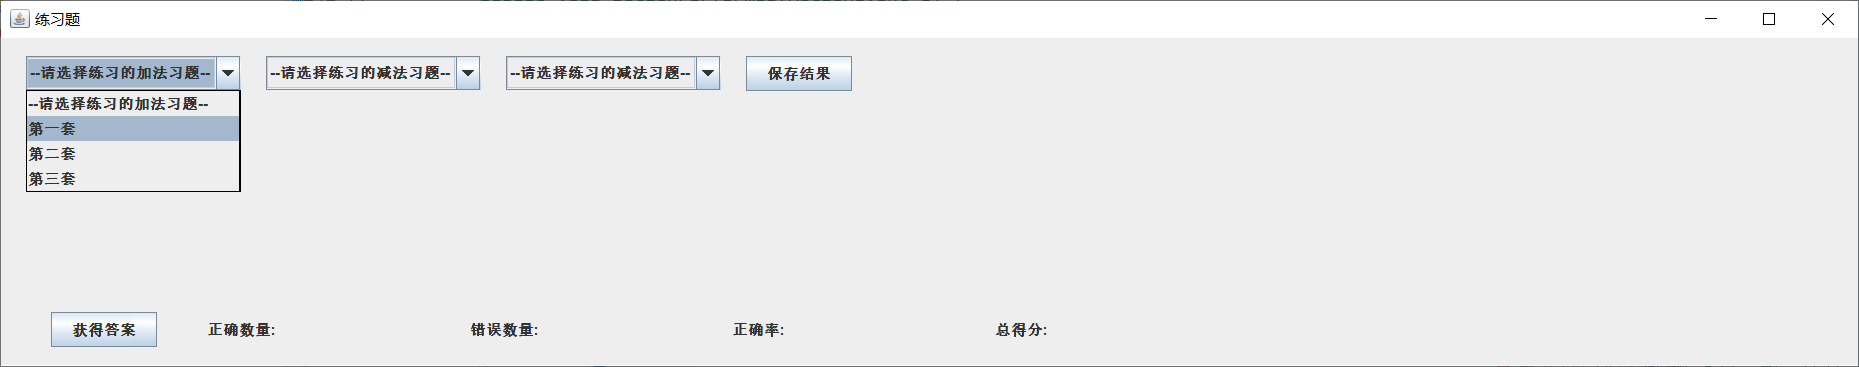 练习题
--请选择练习的加法习题--
--请选择练习的减法习题--
--请选择练习的减法习题--
保存结果
--请选择练习的加法习题--
第一套
第二套
第三套
获得答案
正确数量:
错误数量:
正确率:
总得分: